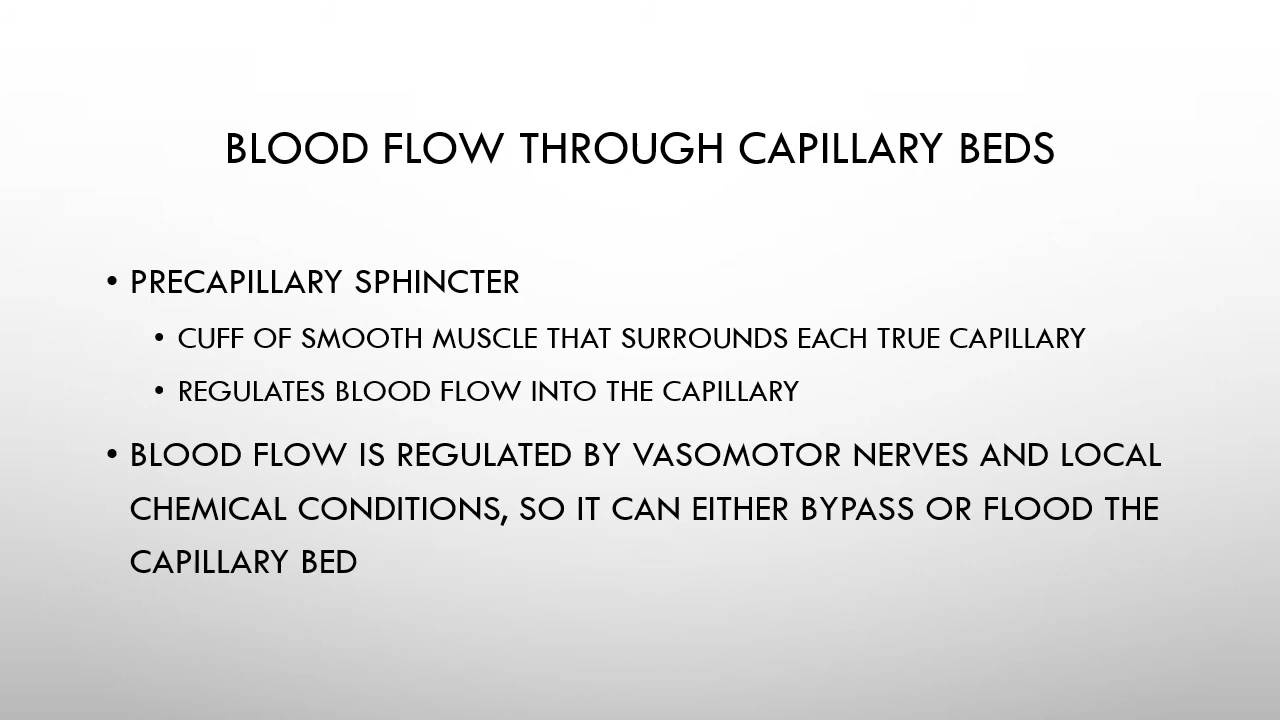 BLOOD FLOW THROUGH CAPILLARY BEDS
• PRECAPILLARY SPHINCTER
• CUFF OF SMOOTH MUSCLE THAT SURROUNDS EACH TRUE CAPILLARY
• REGULATES BLOOD FLOW INTO THE CAPILLARY
• BLOOD FLOW IS REGULATED BY VASOMOTOR NERVES AND LOCAL
CHEMICAL CONDITIONS, SO IT CAN EITHER BYPASS OR FLOOD THE
CAPILLARY BED